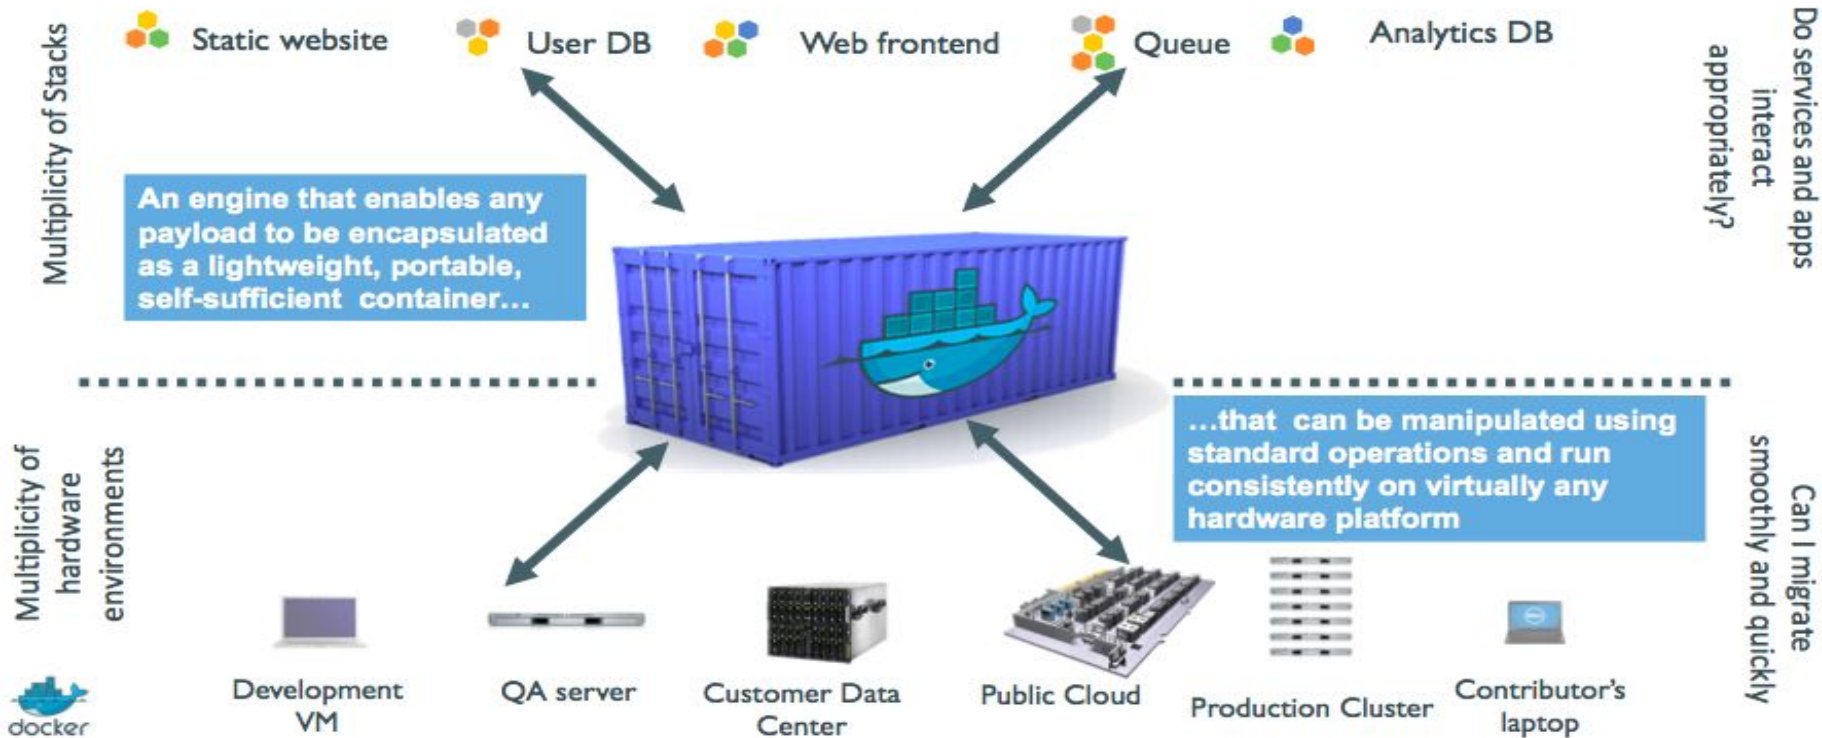 Multiplicity of Stacks
Static website
User DB
Web frontend
Queue
Analytics DB
Do services and apps
interact
appropriately?
An engine that enables any
payload to be encapsulated
as a lightweight, portable,
self-sufficient container...
...that can be manipulated using
standard operations and run
consistently on virtually any
hardware platform
Multiplicity of
hardware
environments
Can I migrate
smoothly and quickly
Development
VM
QA server
Customer Data
Center
Public Cloud
Production Cluster
Contributor's
laptop
docker